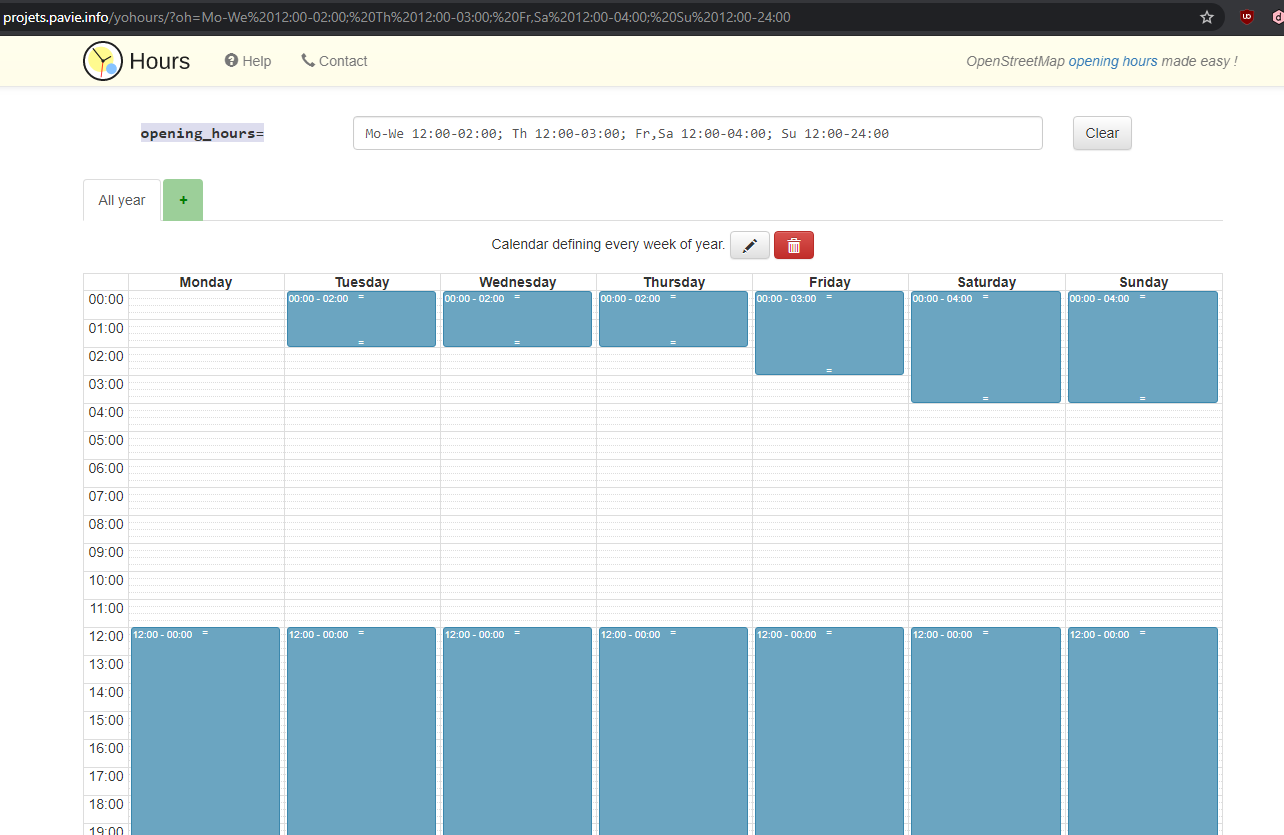 projets.pavie.info/yohours/?oh=Mo-We%2012:00-02:00;%20Th%2012:00-03:00;%20Fr,Sa%2012:00-04:00;%20Su%2012:00-24:00
Hours Help Contact OpenStreetMap opening hours made easy !
opening_hours= Mo-We 12:00-02:00; Th 12:00-03:00; Fr,Sa 12:00-04:00; Su 12:00-24:00 Clear
All year +
Calendar defining every week of year.
Monday Tuesday Wednesday Thursday Friday Saturday Sunday
00:00 00:00 - 02:00 = 00:00 - 02:00 = 00:00 - 02:00 = 00:00 - 03:00 = 00:00 - 04:00 = 00:00 - 04:00 =
01:00
= = =
02:00
=
03:00
= =
04:00
05:00
06:00
07:00
08:00
09:00
10:00
11:00
12:00 12:00 - 00:00 = 12:00 - 00:00 = 12:00 - 00:00 = 12:00 - 00:00 = 12:00 - 00:00 = 12:00 - 00:00 = 12:00 - 00:00 =
13:00
14:00
15:00
16:00
17:00
18:00
19:00